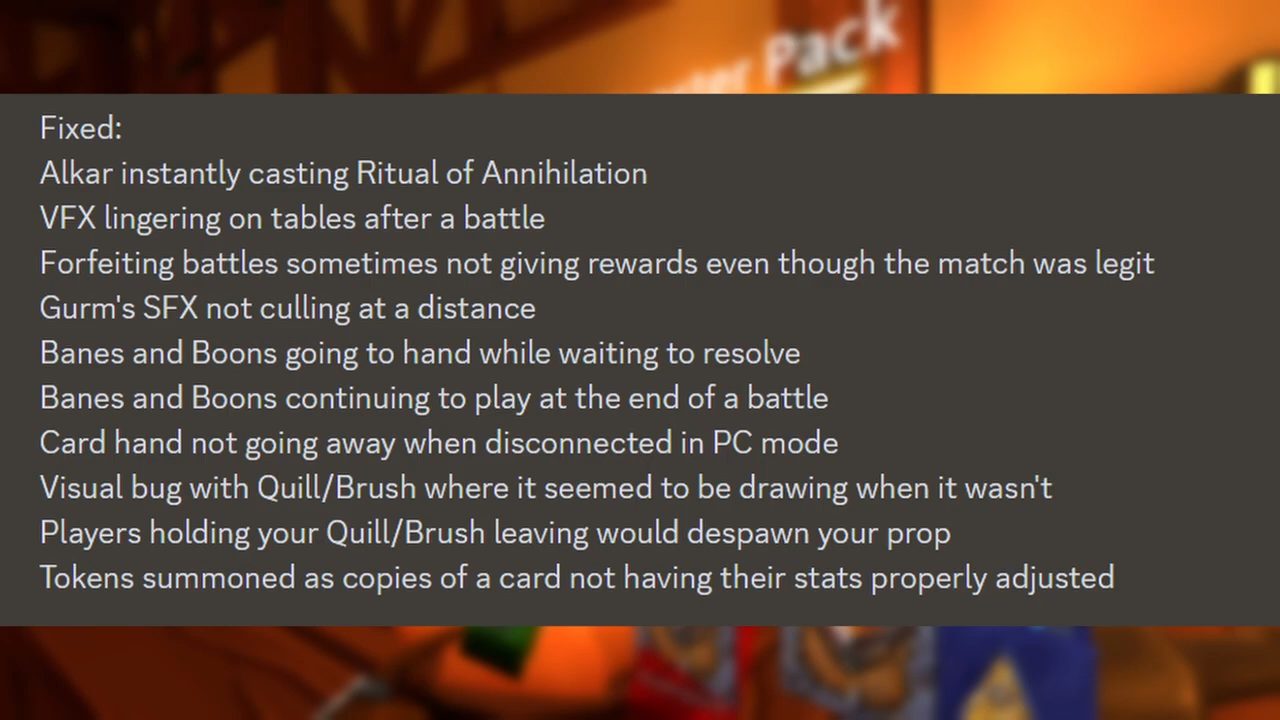 Pack
Fixed:
Alkar instantly casting Ritual of Annihilation
VFX lingering on tables after a battle
Forfeiting battles sometimes not giving rewards even though the match was legit
Gurm's SFX not culling at a distance
Banes and Boons going to hand while waiting to resolve
Banes and Boons continuing to play at the end of a battle
Card hand not going away when disconnected in PC mode
Visual bug with Quill/Brush where it seemed to be drawing when it wasn't
Players holding your Quill/Brush leaving would despawn your prop
Tokens summoned as copies of a card not having their stats properly adjusted